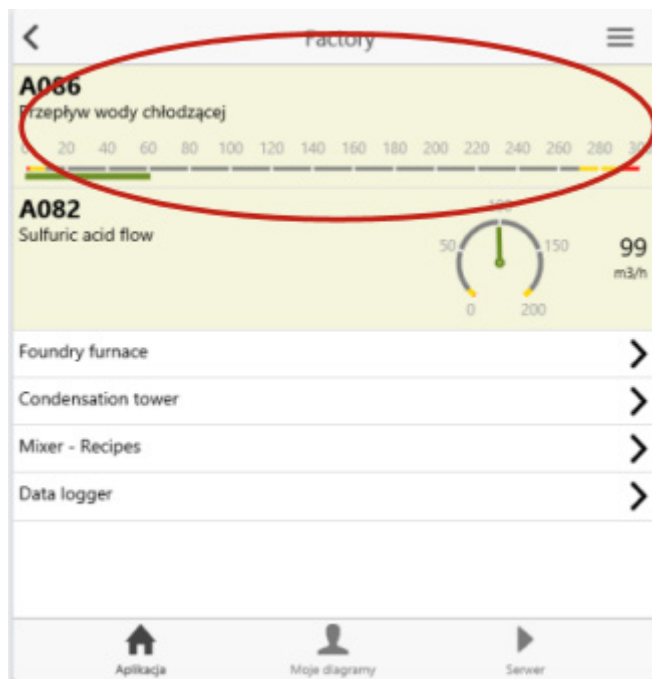 Factory
A086
Przepływ wody chłodzącej
0 20 40 60 80 100 120 140 160 180 200 220 240 260 280 300
A082
Sulfuric acid flow
100
50 150
0 200
99
m3/h
Foundry furnace
Condensation tower
Mixer - Recipes
Data logger
Aplikacja Moje diagramy Serwer